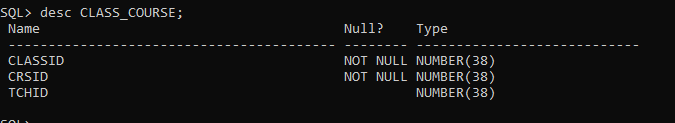 SQL> desc CLASS_COURSE;
Name Null? Type
----------------------------------------- -------- ----------------------------
CLASSID NOT NULL NUMBER(38)
CRSID NOT NULL NUMBER(38)
TCHID NUMBER(38)
SQL>